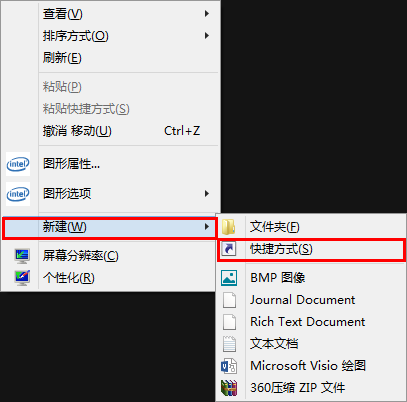 查看(V)
排序方式(O)
刷新(E)
粘贴(P)
粘贴快捷方式(S)
撤消 移动(U) Ctrl+Z
intel 图形属性...
intel 图形选项
新建(W)
屏幕分辨率(C)
个性化(R)
文件夹(F)
快捷方式(S)
BMP 图像
Journal Document
Rich Text Document
文本文档
Microsoft Visio 绘图
360压缩 ZIP 文件